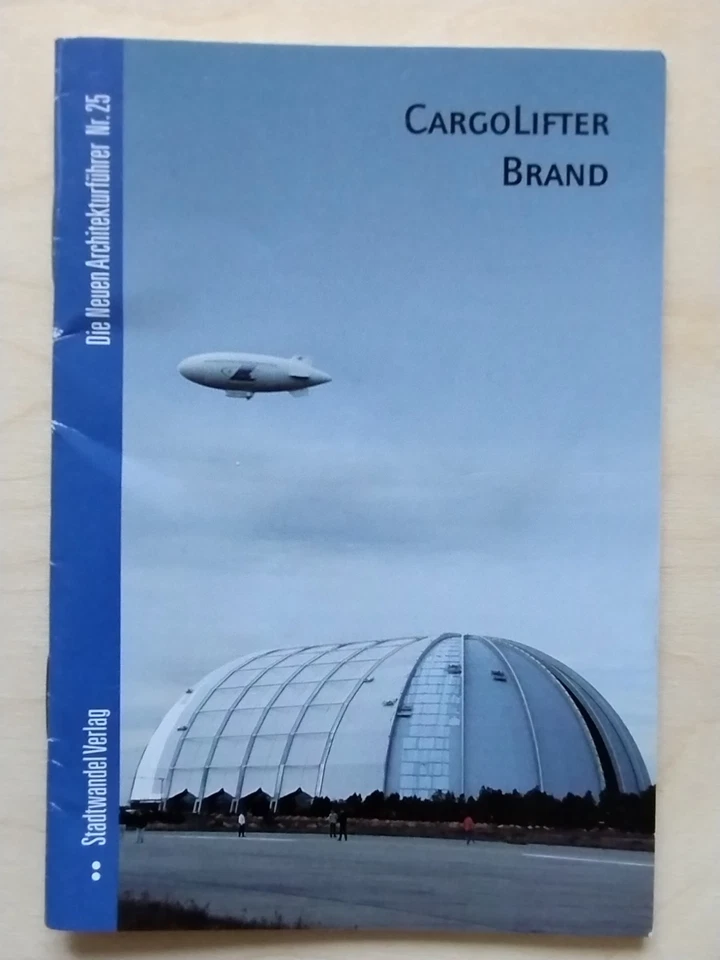 CARGOLIFTER
BRAND
Die Neuen Architekturführer Nr. 25
Stadtwandel Verlag